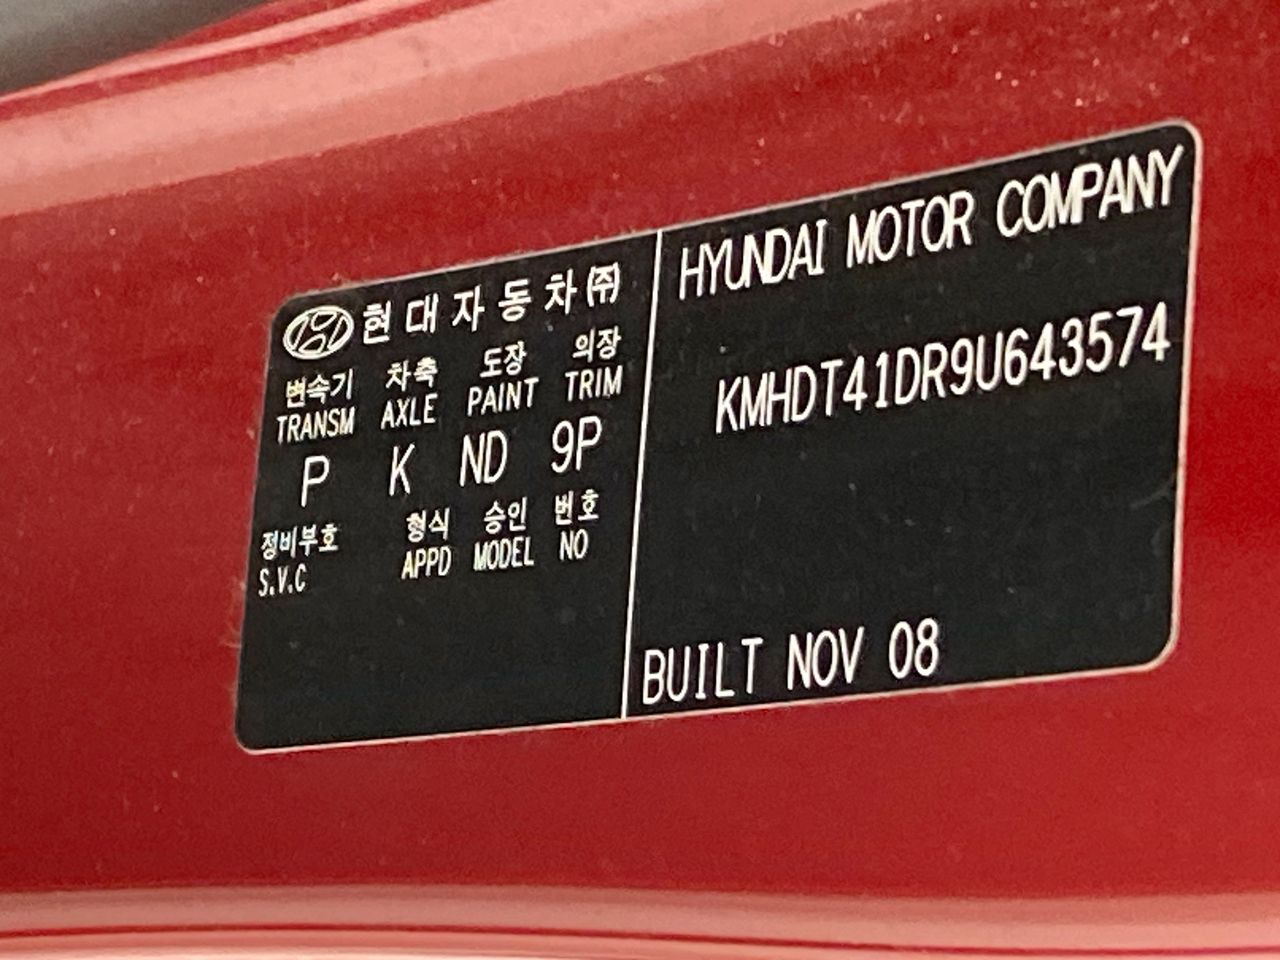 현대자동차㈜
변속기 차축 도장 의장
TRANSM AXLE PAINT TRIM
P K ND 9P
정비부호 형식 승인 번호
S.V.C APPD MODEL NO
HYUNDAI MOTOR COMPANY
KMHDT41DR9U643574
BUILT NOV 08